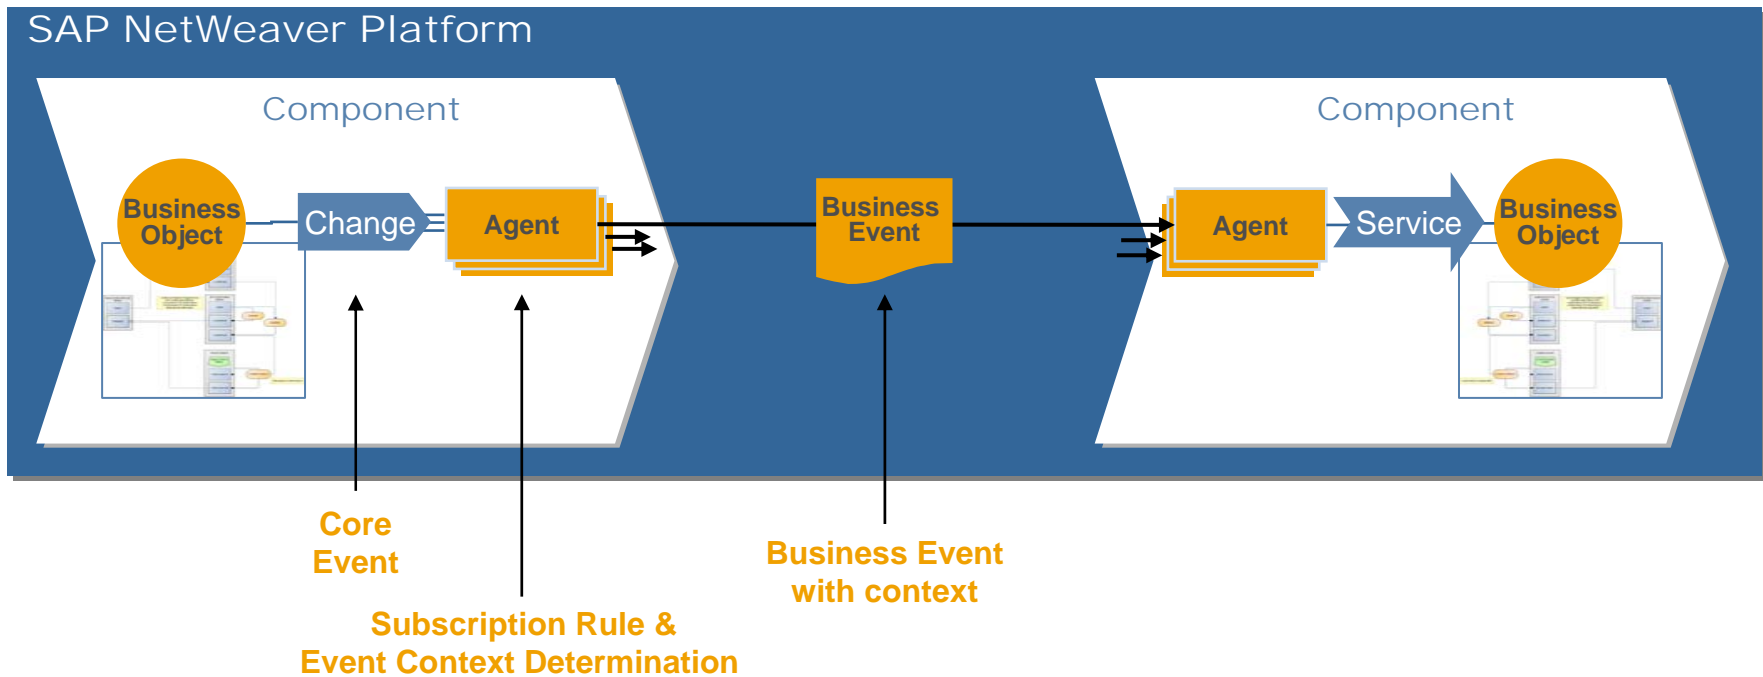 SAP NetWeaver Platform
Component
Business
Object
Change
Agent
Business
Event
Component
Agent
Service
Business
Object
Core
Event
Subscription Rule &
Event Context Determination
Business Event
with context